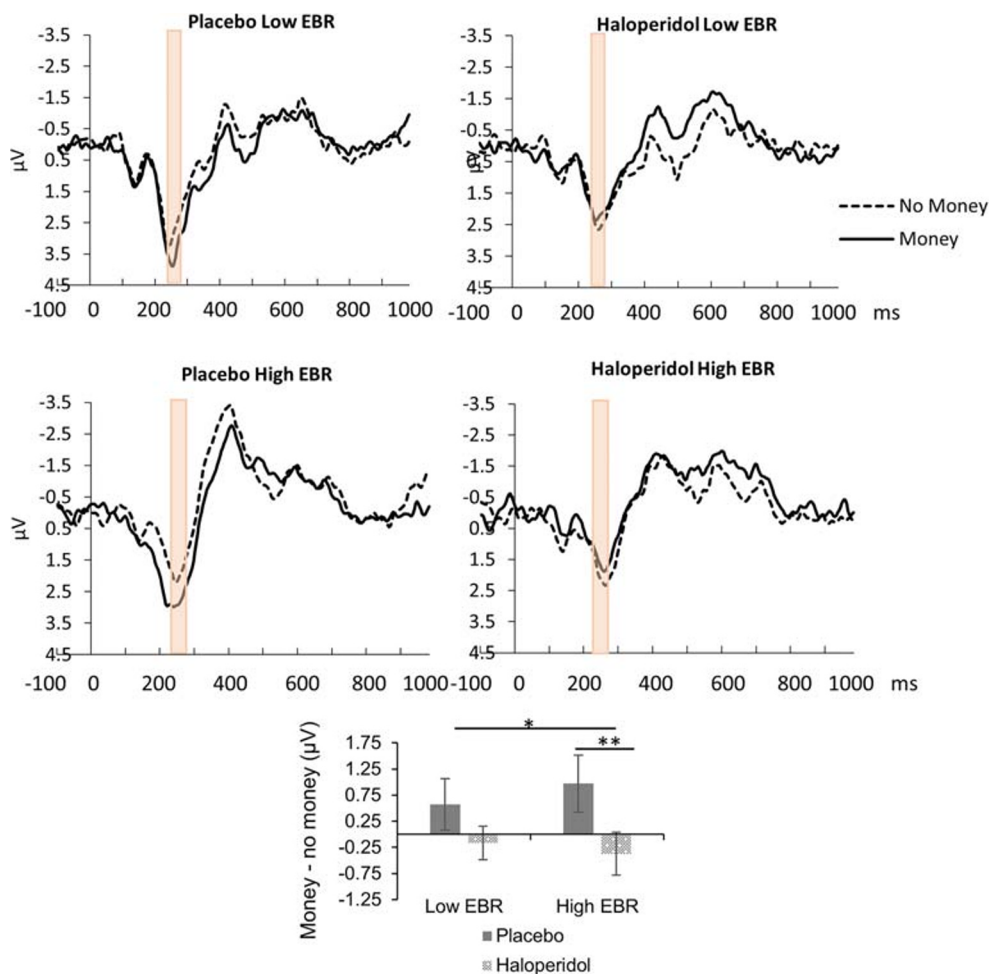 Placebo Low EBR
-3.5
-2.5
-1.5
-0.5
0.5
1.5
2.5
3.5
4.5
µV
-100 0 200 400 600 800 1000
Haloperidol Low EBR
-3.5
-2.5
-1.5
-0.5
0.5
1.5
2.5
3.5
4.5
µV
-100 0 200 400 600 800 1000 ms
No Money
Money
Placebo High EBR
-3.5
-2.5
-1.5
-0.5
0.5
1.5
2.5
3.5
4.5
µV
-100 0 200 400 600 800 1000
Haloperidol High EBR
-3.5
-2.5
-1.5
-0.5
0.5
1.5
2.5
3.5
4.5
-100 0 200 400 600 800 1000 ms
*
**
Money - no money (µV)
1.75
1.25
0.75
0.25
-0.25
-0.75
-1.25
Low EBR High EBR
Placebo
Haloperidol